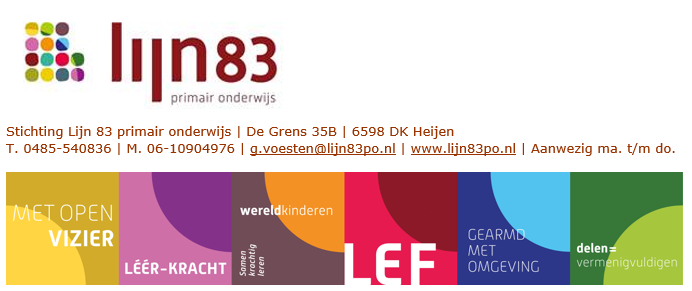 lijn83
primair onderwijs
Stichting Lijn 83 primair onderwijs | De Grens 35B | 6598 DK Heijen
T. 0485-540836 | M. 06-10904976 | g.voesten@lijn83po.nl | www.lijn83po.nl | Aanwezig ma. t/m do.
MET OPEN
VIZIER
LÉÉR-KRACHT
wereldkinderen
Samen
krachtig
leren
LEF
GEARMD
MET
OMGEVING
delen=
vermenigvuldigen